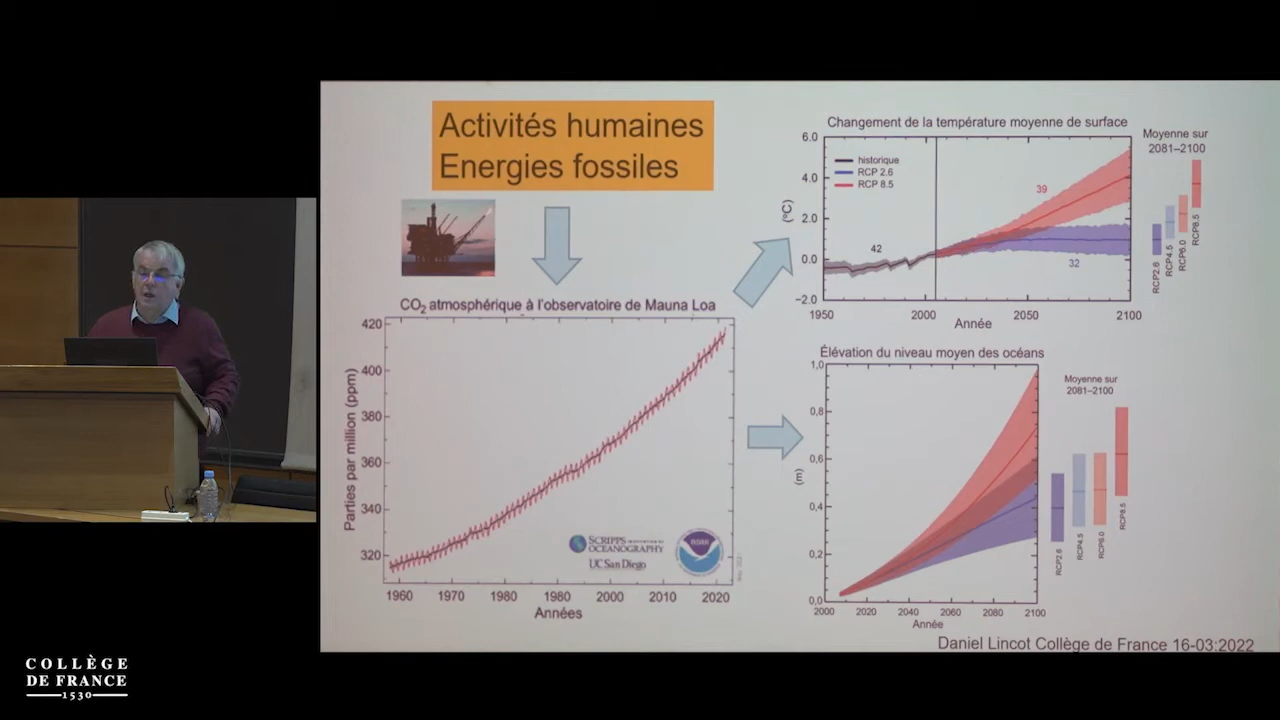 Activités humaines
Energies fossiles
CO2 atmosphérique à l'observatoire de Mauna Loa
Parties par million (ppm)
420
400
380
360
340
320
1960
1970
1980
1980
2000
2010
2020
Années
SCRIPPS INSTITUTION OF
OCEANOGRAPHY
UC San Diego
Changement de la température moyenne de surface
6.0
4.0
2.0
0.0
−2.0
(°C)
historique
RCP 2.6
RCP 8.5
42
39
32
1950
2000
2050
2100
Année
Moyenne sur
2081–2100
RCP2.6
RCP4.5
RCP6.0
RCP8.5
Élévation du niveau moyen des océans
1,0
0,8
0,6
0,4
0,2
0,0
(m)
2000
2020
2040
2060
2080
2100
Année
Moyenne sur
2081–2100
RCP2.6
RCP4.5
RCP6.0
RCP8.5
Daniel Lincot Collège de France 16-03:2022
COLLÈGE
DE FRANCE
1530